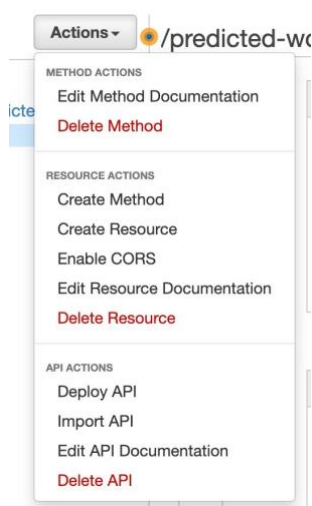 Actions
/predicted-wo
icte
METHOD ACTIONS
Edit Method Documentation
Delete Method
RESOURCE ACTIONS
Create Method
Create Resource
Enable CORS
Edit Resource Documentation
Delete Resource
API ACTIONS
Deploy API
Import API
Edit API Documentation
Delete API